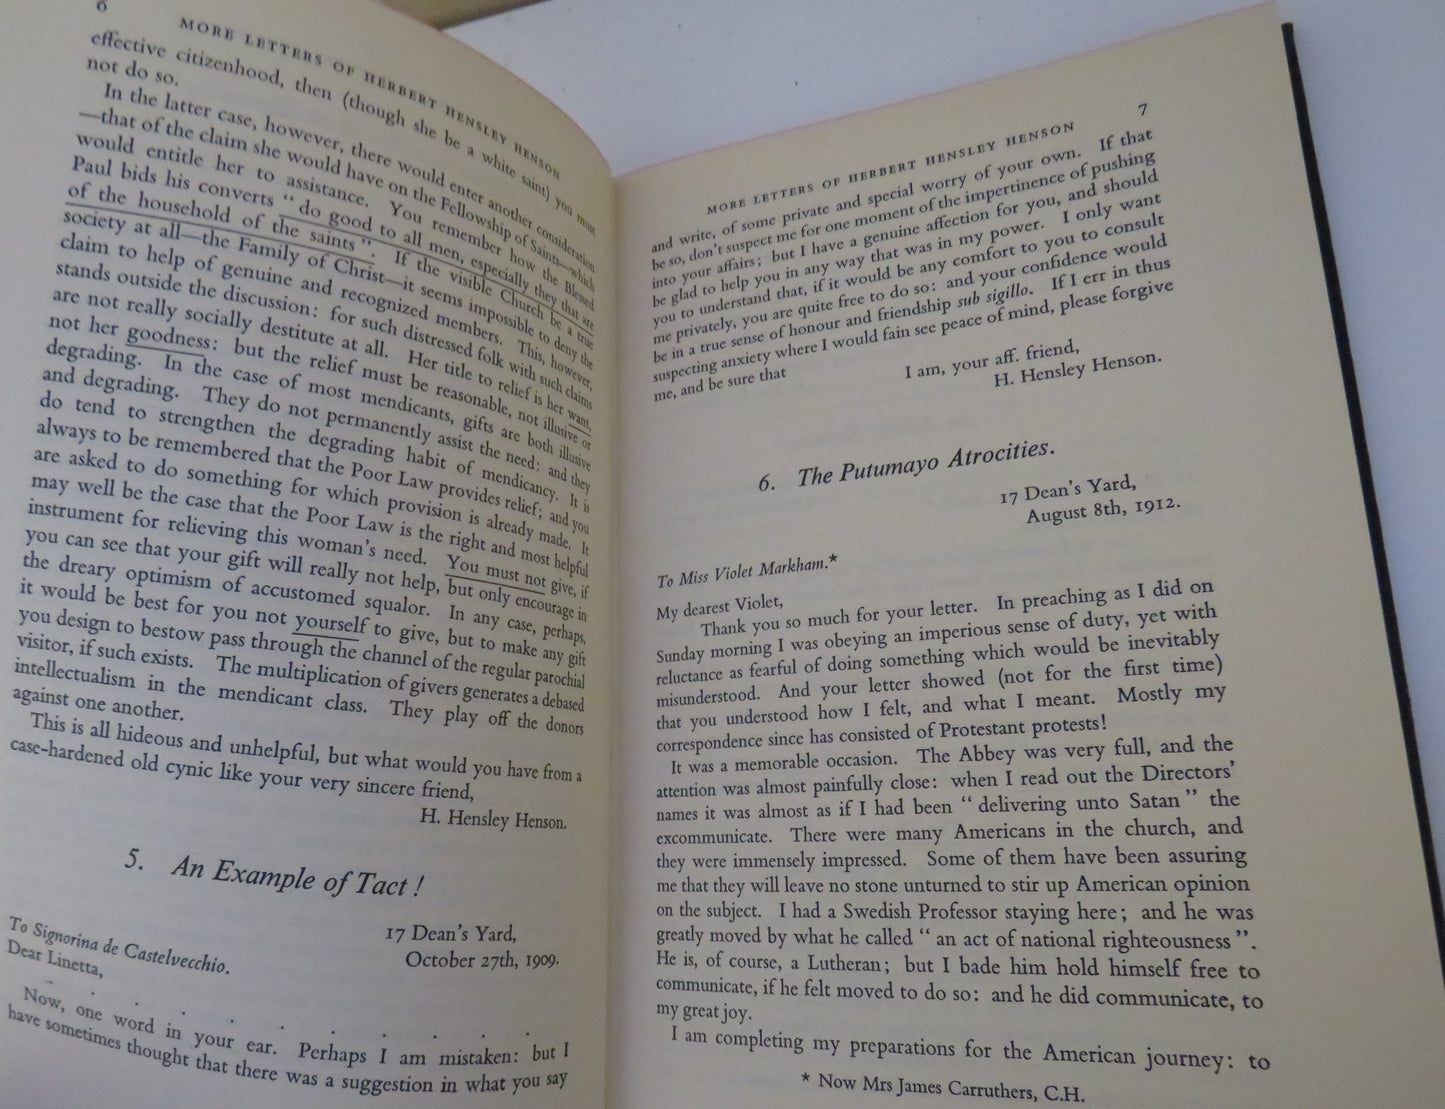 6
MORE LETTERS OF HERBERT HENSLEY HENSON
effective citizenhood, then (though she be a white saint) you must
not do so.
In the latter case, however, there would enter another consideration
—that of the claim she would have on the Fellowship of Saints—which
would entitle her to assistance. You remember how the Blessed
Paul bids his converts “do good to all men, especially they that are
of the household of the saints”. If the visible Church be a true
society at all—the Family of Christ—it seems impossible to deny the
claim to help of genuine and recognized members. This, however,
stands outside the discussion: for such distressed folk with such claims
are not really socially destitute at all. Her title to relief is her want,
not her goodness: but the relief must be reasonable, not illusive or
degrading. In the case of most mendicants, gifts are both illusive
and degrading. They do not permanently assist the need: and they
do tend to strengthen the degrading habit of mendicancy. It is
always to be remembered that the Poor Law provides relief; and you
are asked to do something for which provision is already made. It
may well be the case that the Poor Law is the right and most helpful
instrument for relieving this woman's need. You must not give, if
you can see that your gift will really not help, but only encourage in
the dreary optimism of accustomed squalor. In any case, perhaps,
it would be best for you not yourself to give, but to make any gift
you design to bestow pass through the channel of the regular parochial
visitor, if such exists. The multiplication of givers generates a debased
intellectualism in the mendicant class. They play off the donors
against one another.
This is all hideous and unhelpful, but what would you have from a
case-hardened old cynic like your very sincere friend,
H. Hensley Henson.
5. An Example of Tact!
17 Dean's Yard,
October 27th, 1909.
To Signorina de Castelvecchio.
Dear Linetta,
. . . . . . . . . .
Now, one word in your ear. Perhaps I am mistaken: but I
have sometimes thought that there was a suggestion in what you say
MORE LETTERS OF HERBERT HENSLEY HENSON 7
and write, of some private and special worry of your own. If that
be so, don't suspect me for one moment of the impertinence of pushing
into your affairs; but I have a genuine affection for you, and should
be glad to help you in any way that was in my power. I only want
you to understand that, if it would be any comfort to you to consult
me privately, you are quite free to do so: and your confidence would
be in a true sense of honour and friendship sub sigillo. If I err in thus
suspecting anxiety where I would fain see peace of mind, please forgive
me, and be sure that
I am, your aff. friend,
H. Hensley Henson.
6. The Putumayo Atrocities.
17 Dean's Yard,
August 8th, 1912.
To Miss Violet Markham.*
My dearest Violet,
Thank you so much for your letter. In preaching as I did on
Sunday morning I was obeying an imperious sense of duty, yet with
reluctance as fearful of doing something which would be inevitably
misunderstood. And your letter showed (not for the first time)
that you understood how I felt, and what I meant. Mostly my
correspondence since has consisted of Protestant protests!
It was a memorable occasion. The Abbey was very full, and the
attention was almost painfully close: when I read out the Directors'
names it was almost as if I had been “delivering unto Satan” the
excommunicate. There were many Americans in the church, and
they were immensely impressed. Some of them have been assuring
me that they will leave no stone unturned to stir up American opinion
on the subject. I had a Swedish Professor staying here; and he was
greatly moved by what he called “an act of national righteousness”.
He is, of course, a Lutheran; but I bade him hold himself free to
communicate, if he felt moved to do so: and he did communicate, to
my great joy.
I am completing my preparations for the American journey: to
* Now Mrs James Carruthers, C.H.